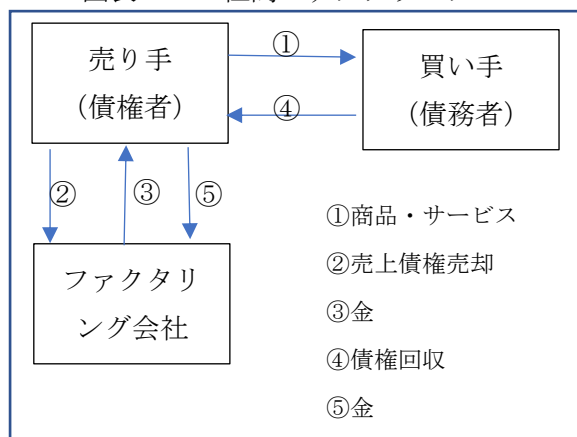 売り手
(債権者)
①
買い手
(債務者)
④
②
③
⑤
ファクタリ
ング会社
①商品・サービス
②売上債権売却
③金
④債権回収
⑤金